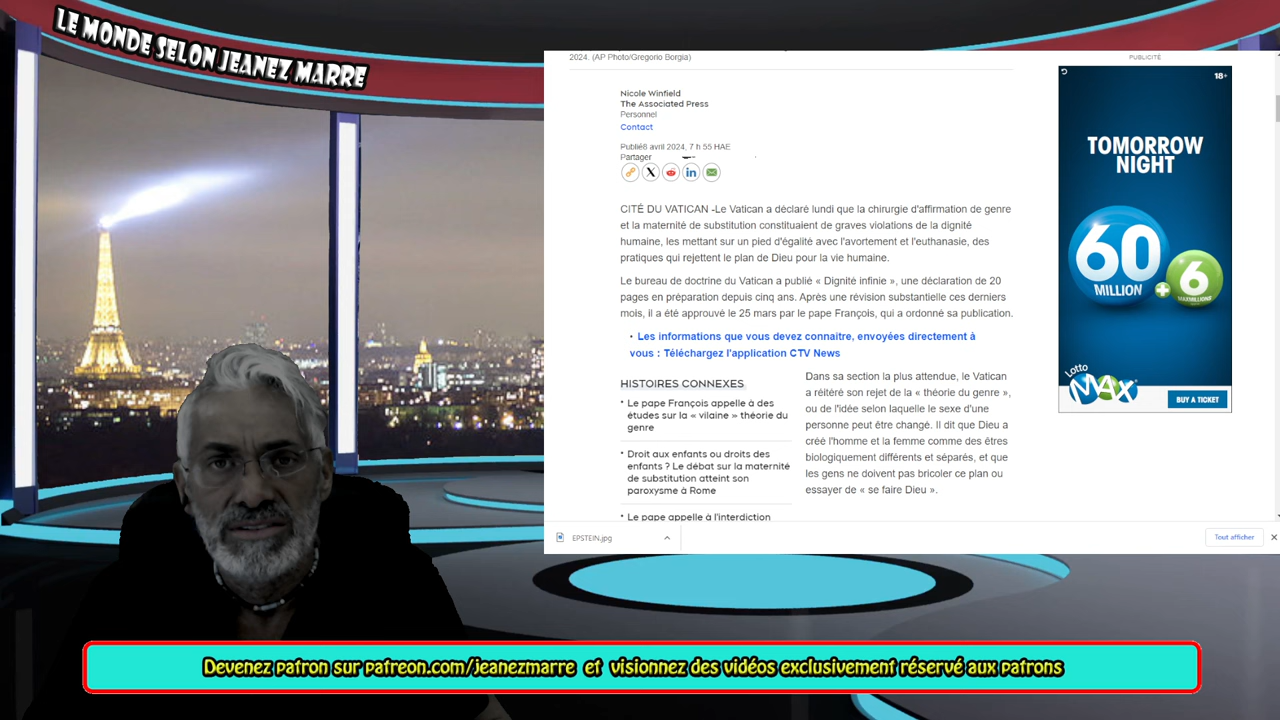 LE MONDE SELON JEANEZ MARRE
2024. (AP Photo/Gregorio Borgia)
Nicole Winfield
The Associated Press
Personnel
Contact
Publié8 avril 2024, 7 h 55 HAE
Partager
CITÉ DU VATICAN -Le Vatican a déclaré lundi que la chirurgie d'affirmation de genre
et la maternité de substitution constituaient de graves violations de la dignité
humaine, les mettant sur un pied d'égalité avec l'avortement et l'euthanasie, des
pratiques qui rejettent le plan de Dieu pour la vie humaine.
Le bureau de doctrine du Vatican a publié « Dignité infinie », une déclaration de 20
pages en préparation depuis cinq ans. Après une révision substantielle ces derniers
mois, il a été approuvé le 25 mars par le pape François, qui a ordonné sa publication.
• Les informations que vous devez connaitre, envoyées directement à
vous : Téléchargez l'application CTV News
HISTOIRES CONNEXES
• Le pape François appelle à des
études sur la « vilaine » théorie du
genre
• Droit aux enfants ou droits des
enfants ? Le débat sur la maternité
de substitution atteint son
paroxysme à Rome
• Le pape appelle à l'interdiction
Dans sa section la plus attendue, le Vatican
a réitéré son rejet de la « théorie du genre »,
ou de l'idée selon laquelle le sexe d'une
personne peut être changé. Il dit que Dieu a
créé l'homme et la femme comme des êtres
biologiquement différents et séparés, et que
les gens ne doivent pas bricoler ce plan ou
essayer de « se faire Dieu ».
PUBLICITÉ
18+
TOMORROW
NIGHT
60
MILLION
+
6
MAXMILLIONS
Lotto
MAX
BUY A TICKET
EPSTEIN.jpg
Tout afficher
Devenez patron sur patreon.com/jeanezmarre et visionnez des vidéos exclusivement réservé aux patrons